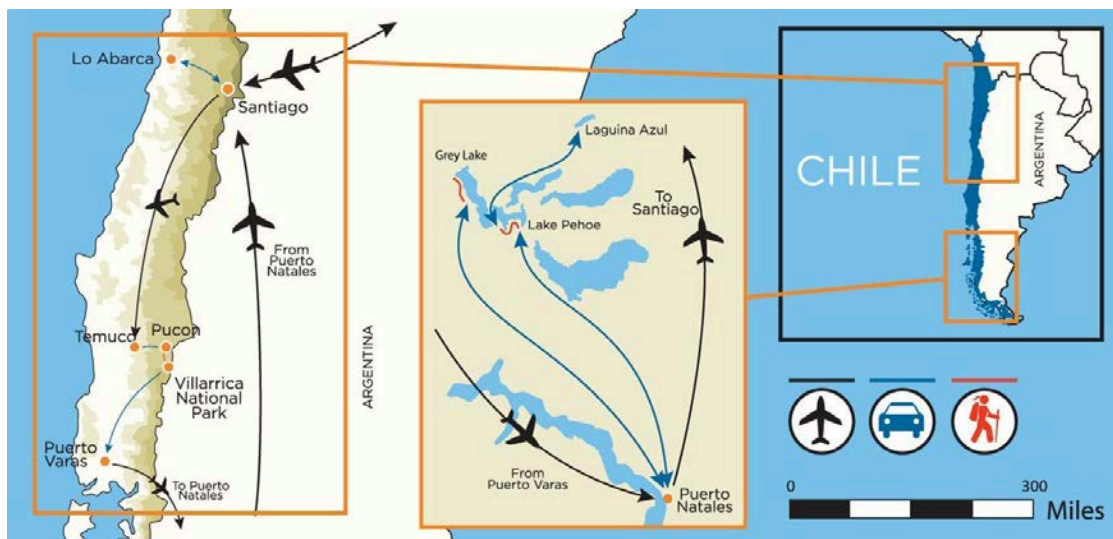 Lo Abarca
Santiago
From
Puerto
Natales
Temuco
Pucon
Villarrica
National
Park
Puerto
Varas
To Puerto
Natales
ARGENTINA
Laguina Azul
Grey Lake
Lake Pehoe
To
Santiago
From
Puerto Varas
Puerto
Natales
CHILE
ARGENTINA
0
300
Miles